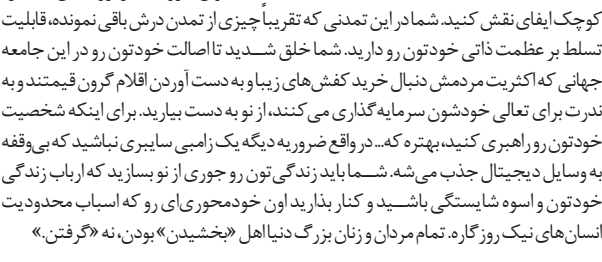 کوچک ایفای نقش کنید. شما در این تمدنی که تقریباً چیزی از تمدن درش باقی نمونده، قابلیت
تسلط بر عظمت ذاتی خودتون رو دارید. شما خلق شدید تا اصالت خودتون رو در این جامعه
جهانی که اکثریت مردمش دنبال خرید کفش‌های زیبا و به دست آوردن اقلام گرون قیمتند و به
ندرت برای تعالی خودشون سرمایه‌گذاری می‌کنند، از نو به دست بیارید. برای اینکه شخصیت
خودتون رو راهبری کنید، بهتره که... در واقع ضروریه دیگه یک زامبی سایبری نباشید که بی‌وقفه
به وسایل دیجیتال جذب می‌شه. شما باید زندگی‌تون رو جوری از نو بسازید که ارباب زندگی
خودتون و اسوه شایستگی باشید و کنار بذارید اون خودمحوری‌ای رو که اسباب محدودیت
انسان‌های نیک روزگاره. تمام مردان و زنان بزرگ دنیا اهل «بخشیدن» بودن، نه «گرفتن.»